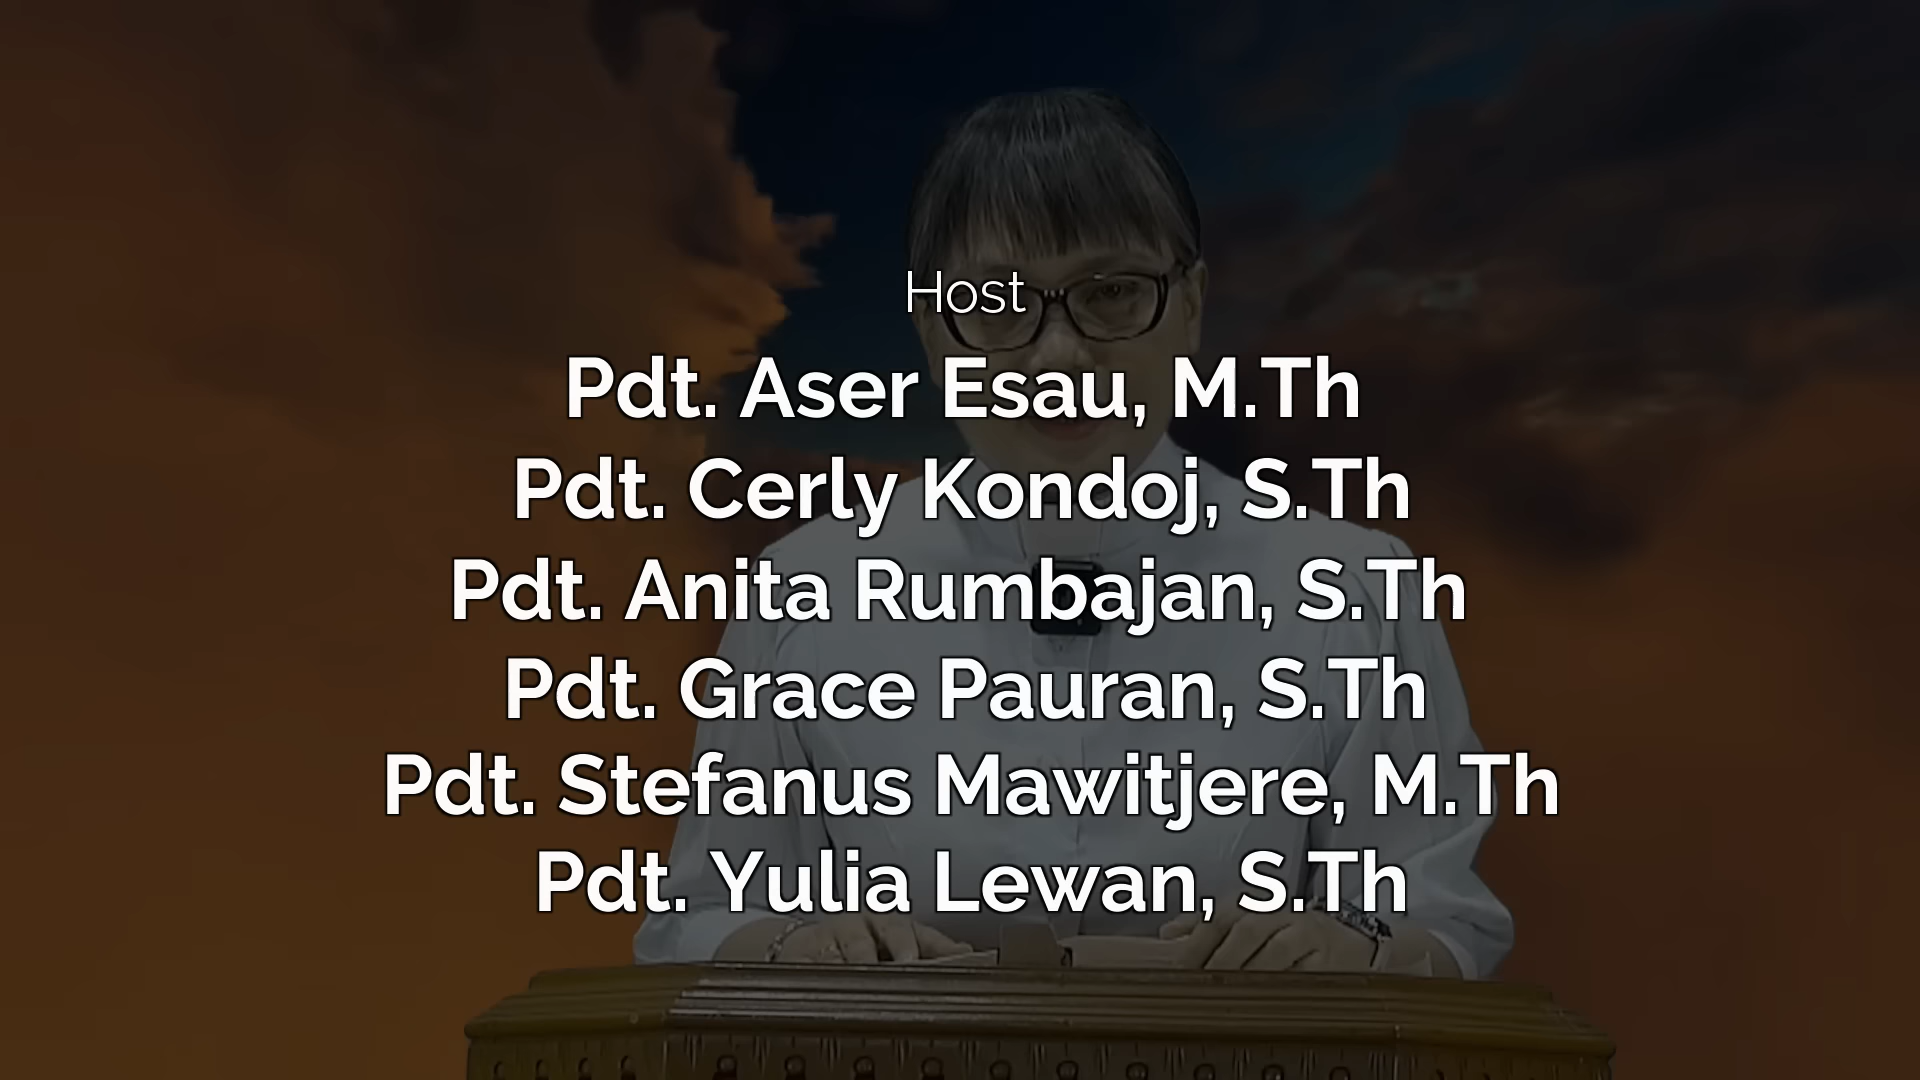 Host
Pdt. Aser Esau, M.Th
Pdt. Cerly Kondoj, S.Th
Pdt. Anita Rumbajan, S.Th
Pdt. Grace Pauran, S.Th
Pdt. Stefanus Mawitjere, M.Th
Pdt. Yulia Lewan, S.Th